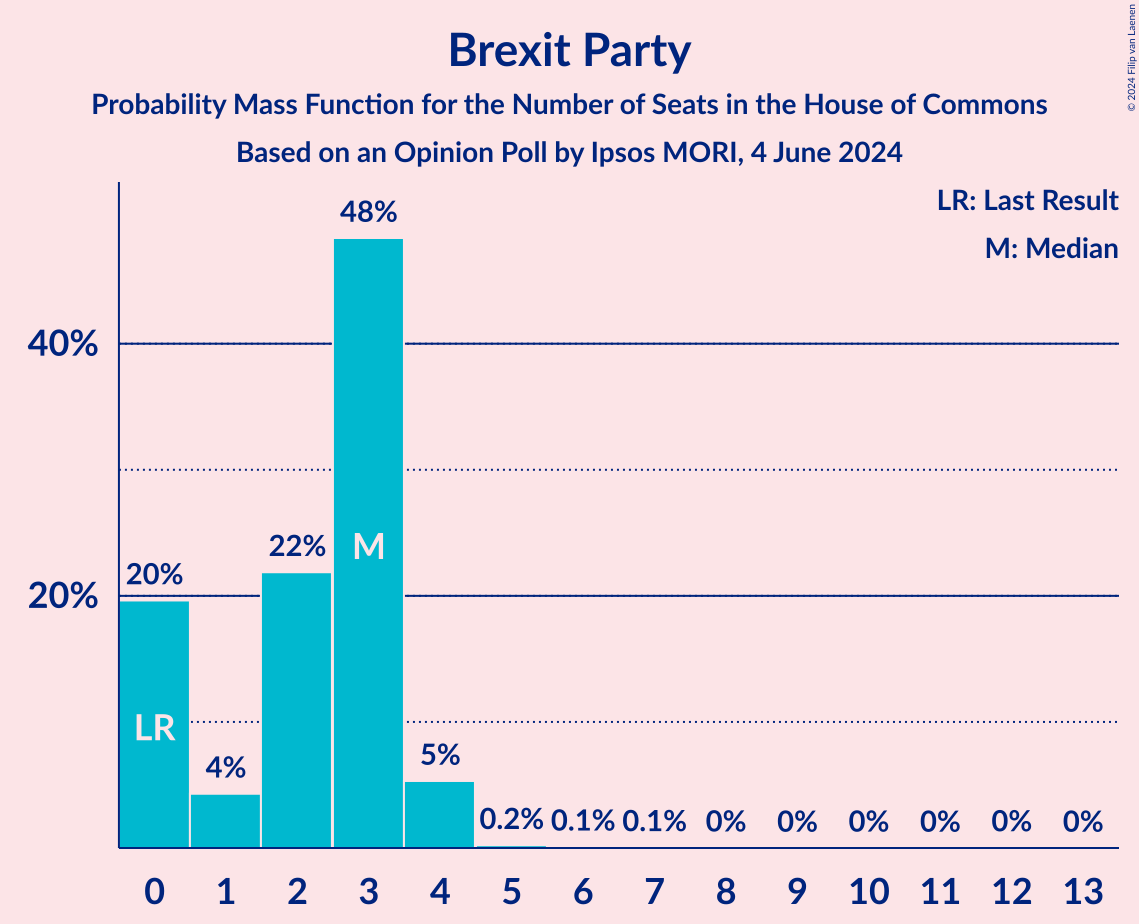 Brexit Party
Probability Mass Function for the Number of Seats in the House of Commons
Based on an Opinion Poll by Ipsos MORI, 4 June 2024
© 2024 Filip van Laenen
LR: Last Result
M: Median
48%
40%
22%
M
20%
20%
LR
4%
5%
0.2% 0.1% 0.1% 0% 0% 0% 0% 0% 0%
0 1 2 3 4 5 6 7 8 9 10 11 12 13